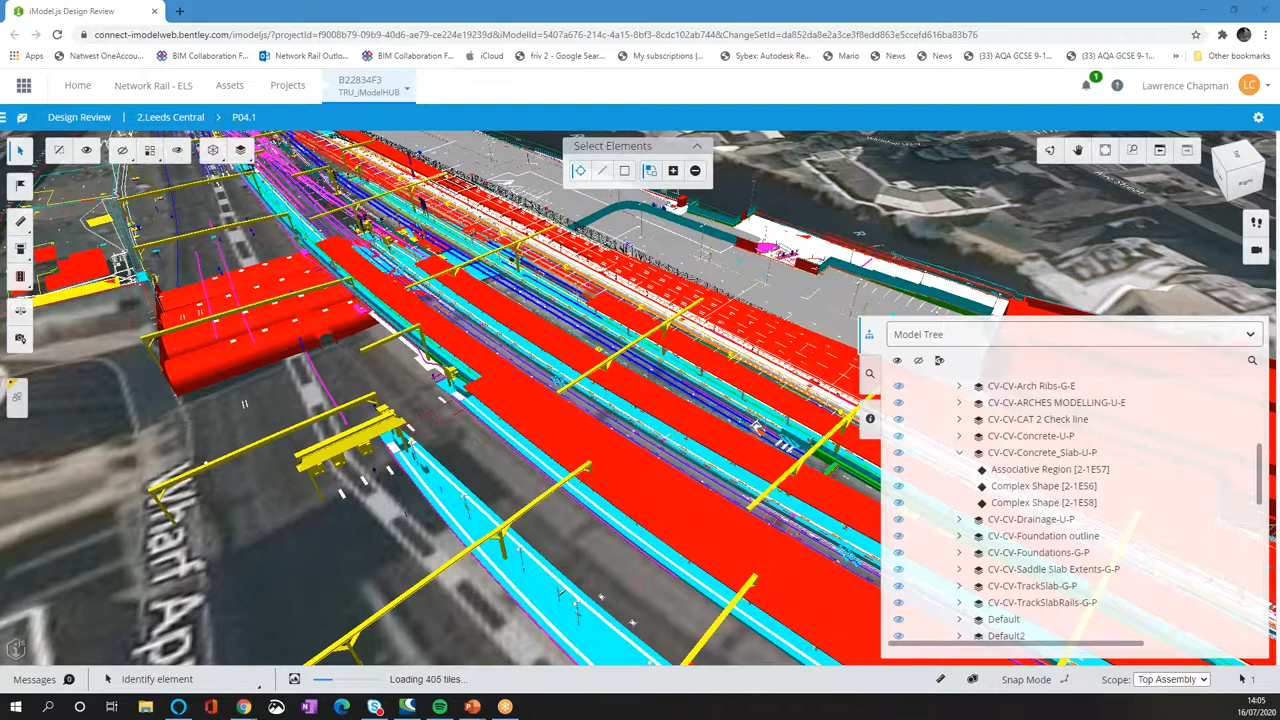 iModel.js Design Review
connect-imodelweb.bentley.com/imodeljs/?projectId=f9008b79-09b9-40d6-ae79-ce224e19239d&iModelId=5407a676-214c-4a15-8bf3-8cdc102ab744&ChangeSetId=da852da8e2a3ce3f8edd863e5ccefd616ba83b76
Apps
Natwest OneAccou...
BIM Collaboration F...
Network Rail Outlo...
BIM Collaboration F...
iCloud
friv 2 - Google Sear...
My subscriptions |...
Sybex: Autodesk Re...
Mario
News
News
(33) AQA GCSE 9-1...
(33) AQA GCSE 9-1...
Other bookmarks
Home
Network Rail - ELS
Assets
Projects
B22834F3
TRU_iModelHUB
1
Lawrence Chapman
LC
Design Review
2.Leeds Central
P04.1
Select Elements
Right
Model Tree
CV-CV-Arch Ribs-G-E
CV-CV-ARCHES MODELLING-U-E
CV-CV-CAT 2 Check line
CV-CV-Concrete-U-P
CV-CV-Concrete_Slab-U-P
Associative Region [2-1ES7]
Complex Shape [2-1ES6]
Complex Shape [2-1ES8]
CV-CV-Drainage-U-P
CV-CV-Foundation outline
CV-CV-Foundations-G-P
CV-CV-Saddle Slab Extents-G-P
CV-CV-TrackSlab-G-P
CV-CV-TrackSlabRails-G-P
Default
Default2
Wharf Ap
Messages
Identify element
Loading 405 tiles...
Snap Mode
Scope:
Top Assembly
1
14:05
16/07/2020